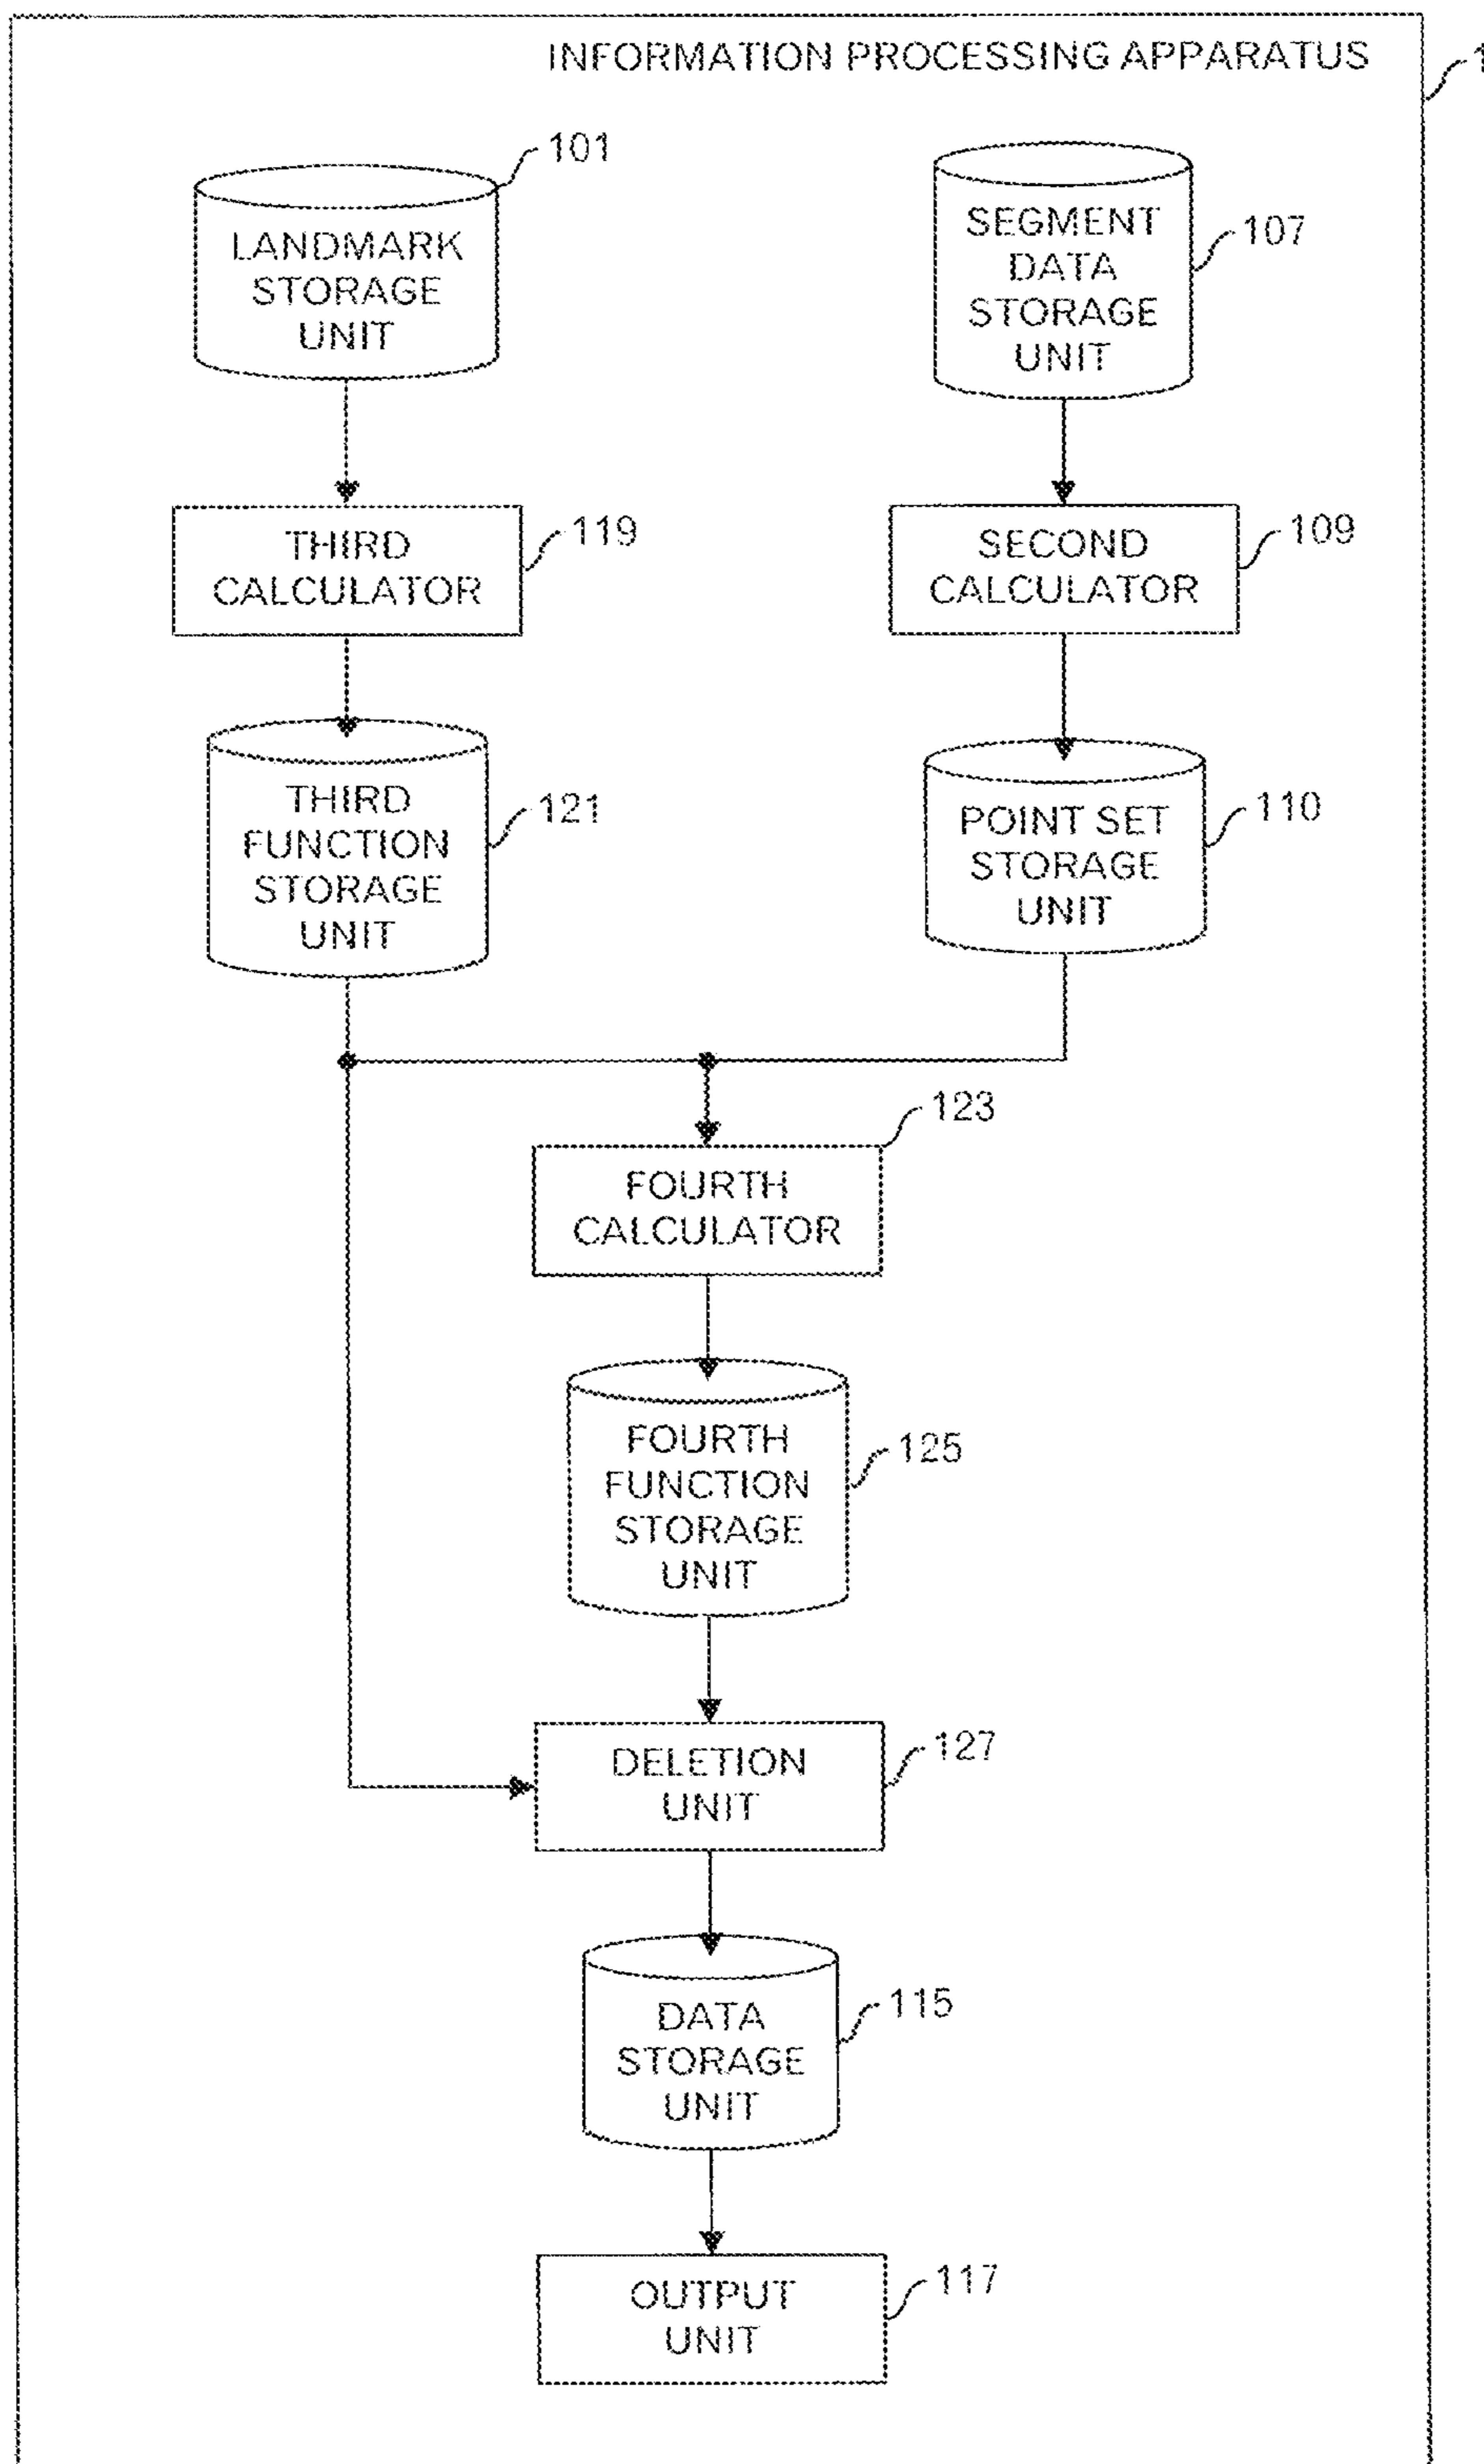 INFORMATION PROCESSING APPARATUS
1
101
LANDMARK
STORAGE
UNIT
SEGMENT
DATA
STORAGE
UNIT
107
THIRD
CALCULATOR
119
SECOND
CALCULATOR
109
THIRD
FUNCTION
STORAGE
UNIT
121
POINT SET
STORAGE
UNIT
110
123
FOURTH
CALCULATOR
FOURTH
FUNCTION
STORAGE
UNIT
125
DELETION
UNIT
127
DATA
STORAGE
UNIT
115
OUTPUT
UNIT
117